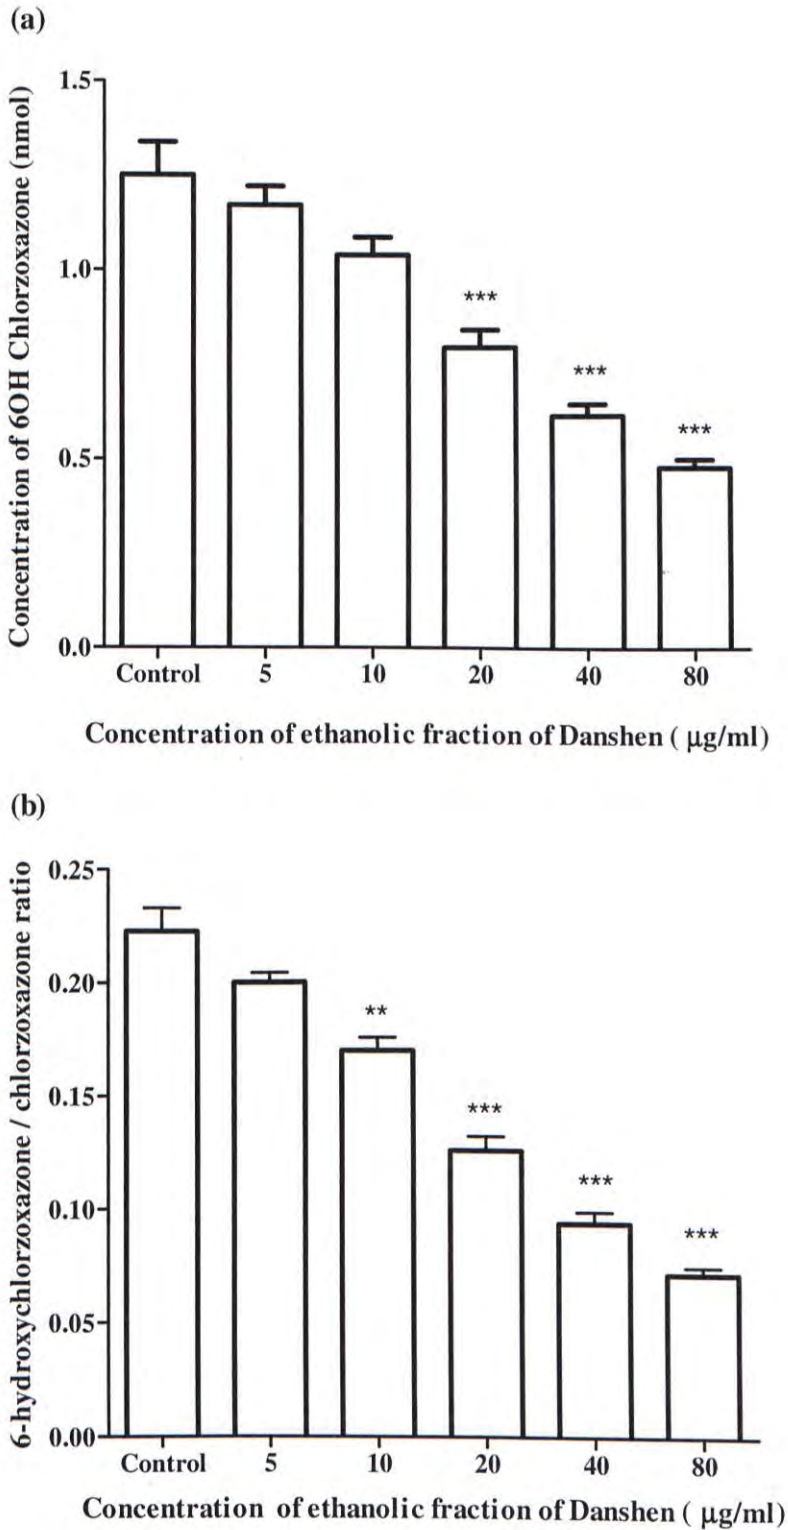 (a)
Concentration of 6OH Chlorzoxazone (nmol)
1.5
1.0
0.5
0.0
***
***
***
Control 5 10 20 40 80
Concentration of ethanolic fraction of Danshen ( μg/ml)
(b)
6-hydroxychlorzoxazone / chlorzoxazone ratio
0.25
0.20
0.15
0.10
0.05
0.00
**
***
***
***
Control 5 10 20 40 80
Concentration of ethanolic fraction of Danshen ( μg/ml)